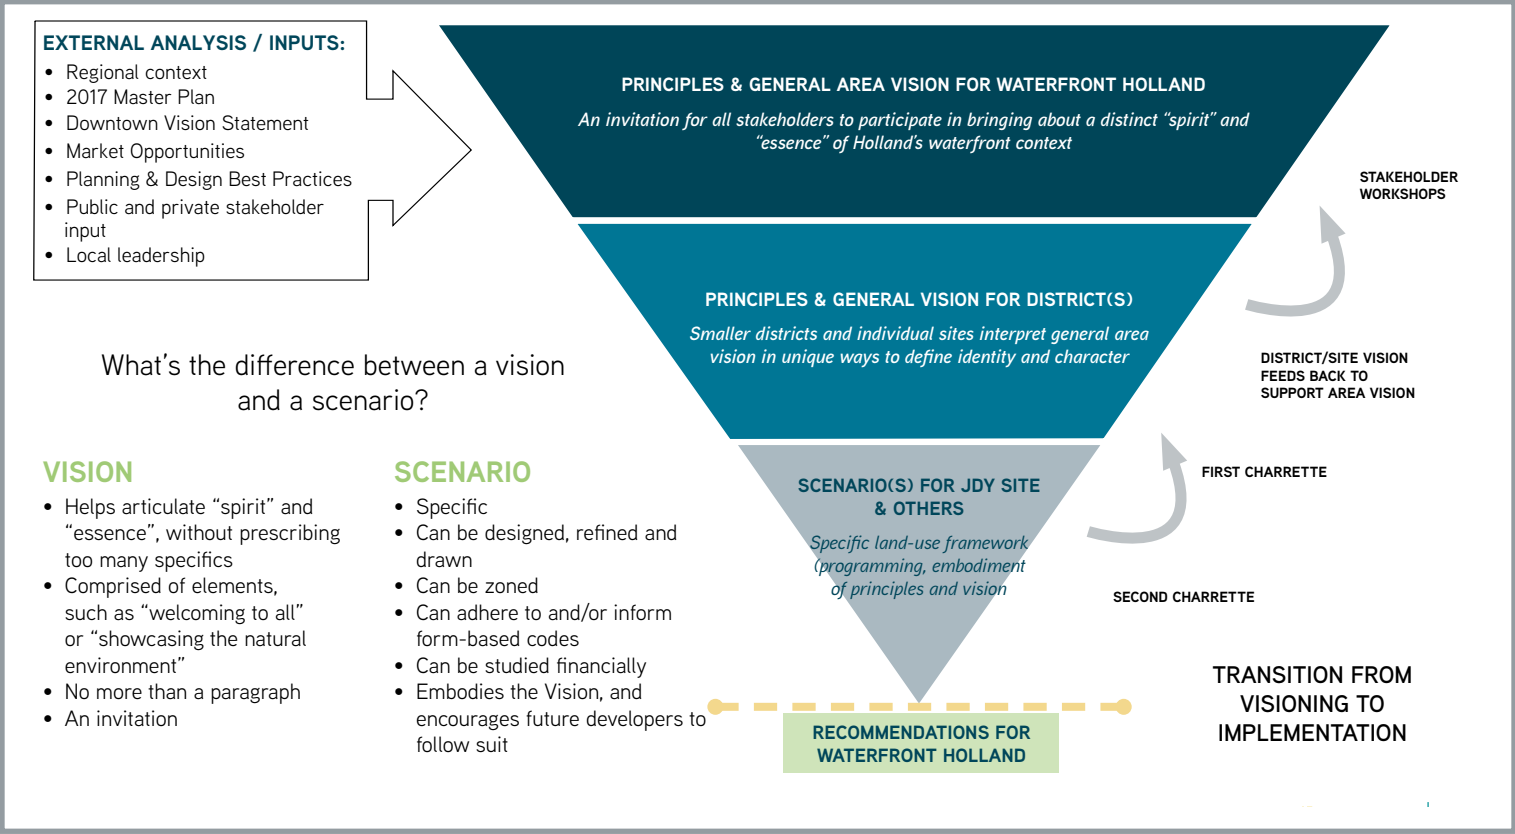 EXTERNAL ANALYSIS / INPUTS:
• Regional context
• 2017 Master Plan
• Downtown Vision Statement
• Market Opportunities
• Planning & Design Best Practices
• Public and private stakeholder
input
• Local leadership
PRINCIPLES & GENERAL AREA VISION FOR WATERFRONT HOLLAND
An invitation for all stakeholders to participate in bringing about a distinct “spirit” and
“essence” of Holland’s waterfront context
STAKEHOLDER
WORKSHOPS
PRINCIPLES & GENERAL VISION FOR DISTRICT(S)
Smaller districts and individual sites interpret general area
vision in unique ways to define identity and character
DISTRICT/SITE VISION
FEEDS BACK TO
SUPPORT AREA VISION
FIRST CHARRETTE
SCENARIO(S) FOR JDY SITE
& OTHERS
Specific land-use framework
(programming, embodiment
of principles and vision
SECOND CHARRETTE
What’s the difference between a vision
and a scenario?
VISION
• Helps articulate “spirit” and
“essence”, without prescribing
too many specifics
• Comprised of elements,
such as “welcoming to all”
or “showcasing the natural
environment”
• No more than a paragraph
• An invitation
SCENARIO
• Specific
• Can be designed, refined and
drawn
• Can be zoned
• Can adhere to and/or inform
form-based codes
• Can be studied financially
• Embodies the Vision, and
encourages future developers to
follow suit
RECOMMENDATIONS FOR
WATERFRONT HOLLAND
TRANSITION FROM
VISIONING TO
IMPLEMENTATION